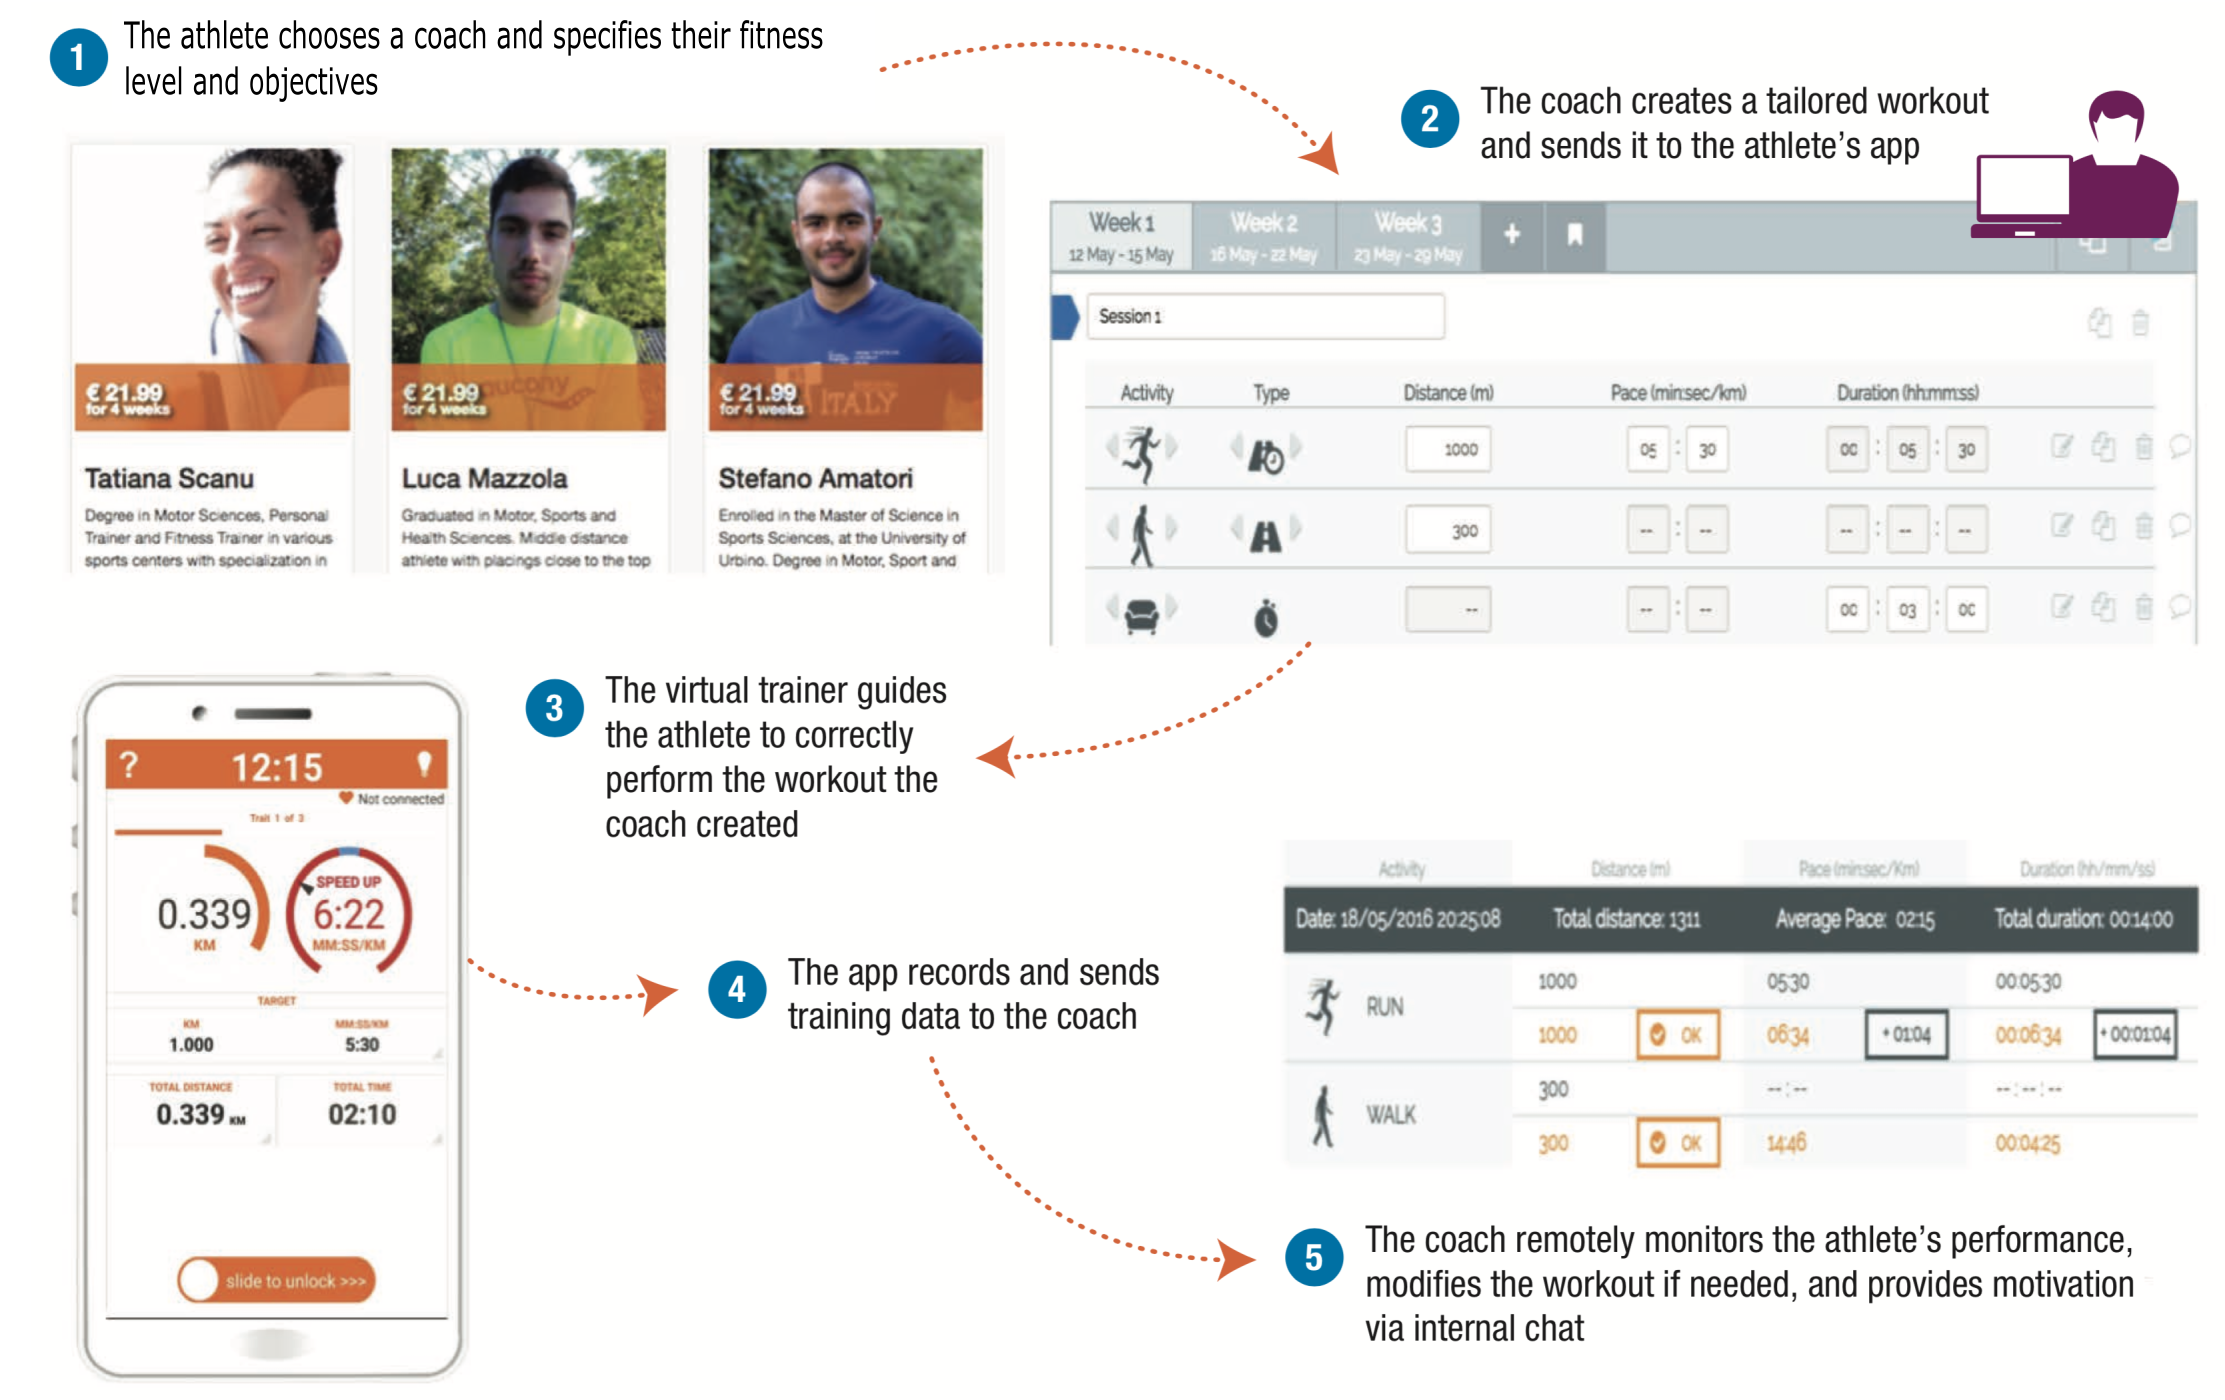 1
The athlete chooses a coach and specifies their fitness
level and objectives
€ 21.99
for 4 weeks
Tatiana Scanu
Degree in Motor Sciences, Personal
Trainer and Fitness Trainer in various
sports centers with specialization in
€ 21.99
for 4 weeks
Luca Mazzola
Graduated in Motor, Sports and
Health Sciences. Middle distance
athlete with placings close to the top
€ 21.99
for 4 weeks
ITALY
Stefano Amatori
Enrolled in the Master of Science in
Sports Sciences, at the University of
Urbino. Degree in Motor, Sport and
2
The coach creates a tailored workout
and sends it to the athlete's app
Week 1 Week 2 Week 3
12 May - 15 May 16 May - 22 May 23 May - 29 May
Session 1
Activity Type Distance (m) Pace (min:sec/km) Duration (hh:mm:ss)
1000 05 : 30 00 : 05 : 30
300 -- : -- -- : -- : --
-- -- : -- 00 : 03 : 00
3
The virtual trainer guides
the athlete to correctly
perform the workout the
coach created
? 12:15
Not connected
Trait 1 of 3
SPEED UP
0.339 6:22
KM MM:SS/KM
TARGET
KM MM:SS/KM
1.000 5:30
TOTAL DISTANCE TOTAL TIME
0.339 KM 02:10
slide to unlock >>>
4
The app records and sends
training data to the coach
Activity Distance (m) Pace (min:sec/Km) Duration (hh/mm/ss)
Date: 18/05/2016 20:25:08 Total distance: 1311 Average Pace: 02:15 Total duration: 00:14:00
RUN
1000 05:30 00:05:30
1000 OK 06:34 + 01:04 00:06:34 + 00:01:04
WALK
300 --:-- --:--:--
300 OK 14:46 00:04:25
5
The coach remotely monitors the athlete's performance,
modifies the workout if needed, and provides motivation
via internal chat